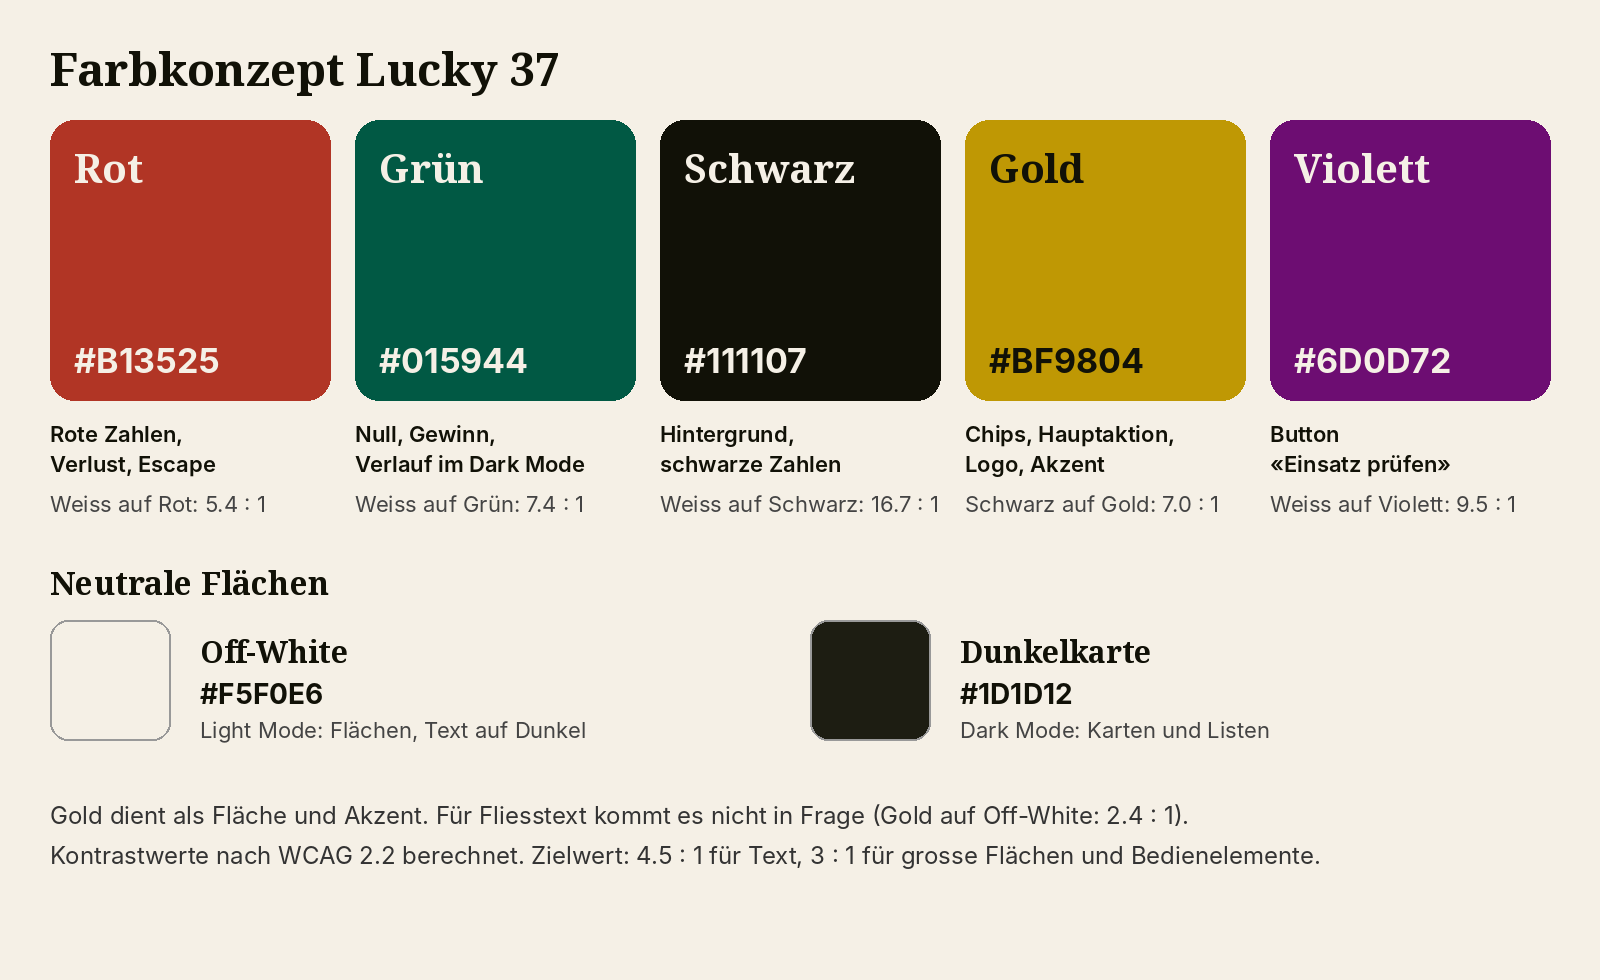 Farbkonzept Lucky 37
Rot
#B13525
Grün
#015944
Schwarz
#111107
Gold
#BF9804
Violett
#6D0D72
Rote Zahlen,
Verlust, Escape
Weiss auf Rot: 5.4 : 1
Null, Gewinn,
Verlauf im Dark Mode
Weiss auf Grün: 7.4 : 1
Hintergrund,
schwarze Zahlen
Weiss auf Schwarz: 16.7 : 1
Chips, Hauptaktion,
Logo, Akzent
Schwarz auf Gold: 7.0 : 1
Button
«Einsatz prüfen»
Weiss auf Violett: 9.5 : 1
Neutrale Flächen
Off-White
#F5F0E6
Light Mode: Flächen, Text auf Dunkel
Dunkelkarte
#1D1D12
Dark Mode: Karten und Listen
Gold dient als Fläche und Akzent. Für Fliesstext kommt es nicht in Frage (Gold auf Off-White: 2.4 : 1).
Kontrastwerte nach WCAG 2.2 berechnet. Zielwert: 4.5 : 1 für Text, 3 : 1 für grosse Flächen und Bedienelemente.